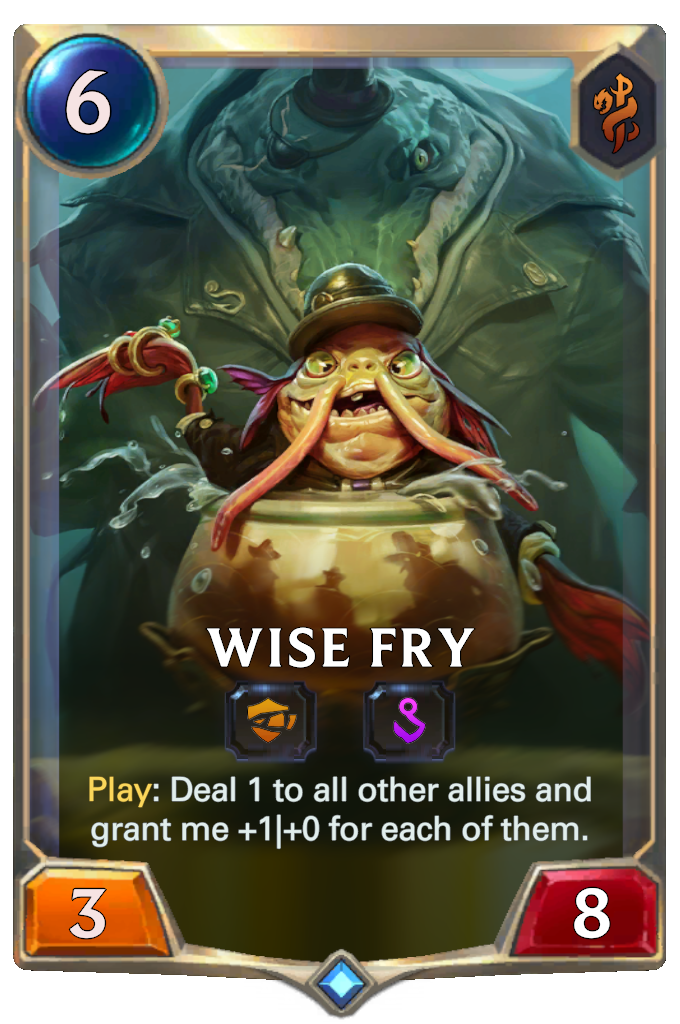 6
WISE FRY
Play: Deal 1 to all other allies and
grant me +1|+0 for each of them.
3
8